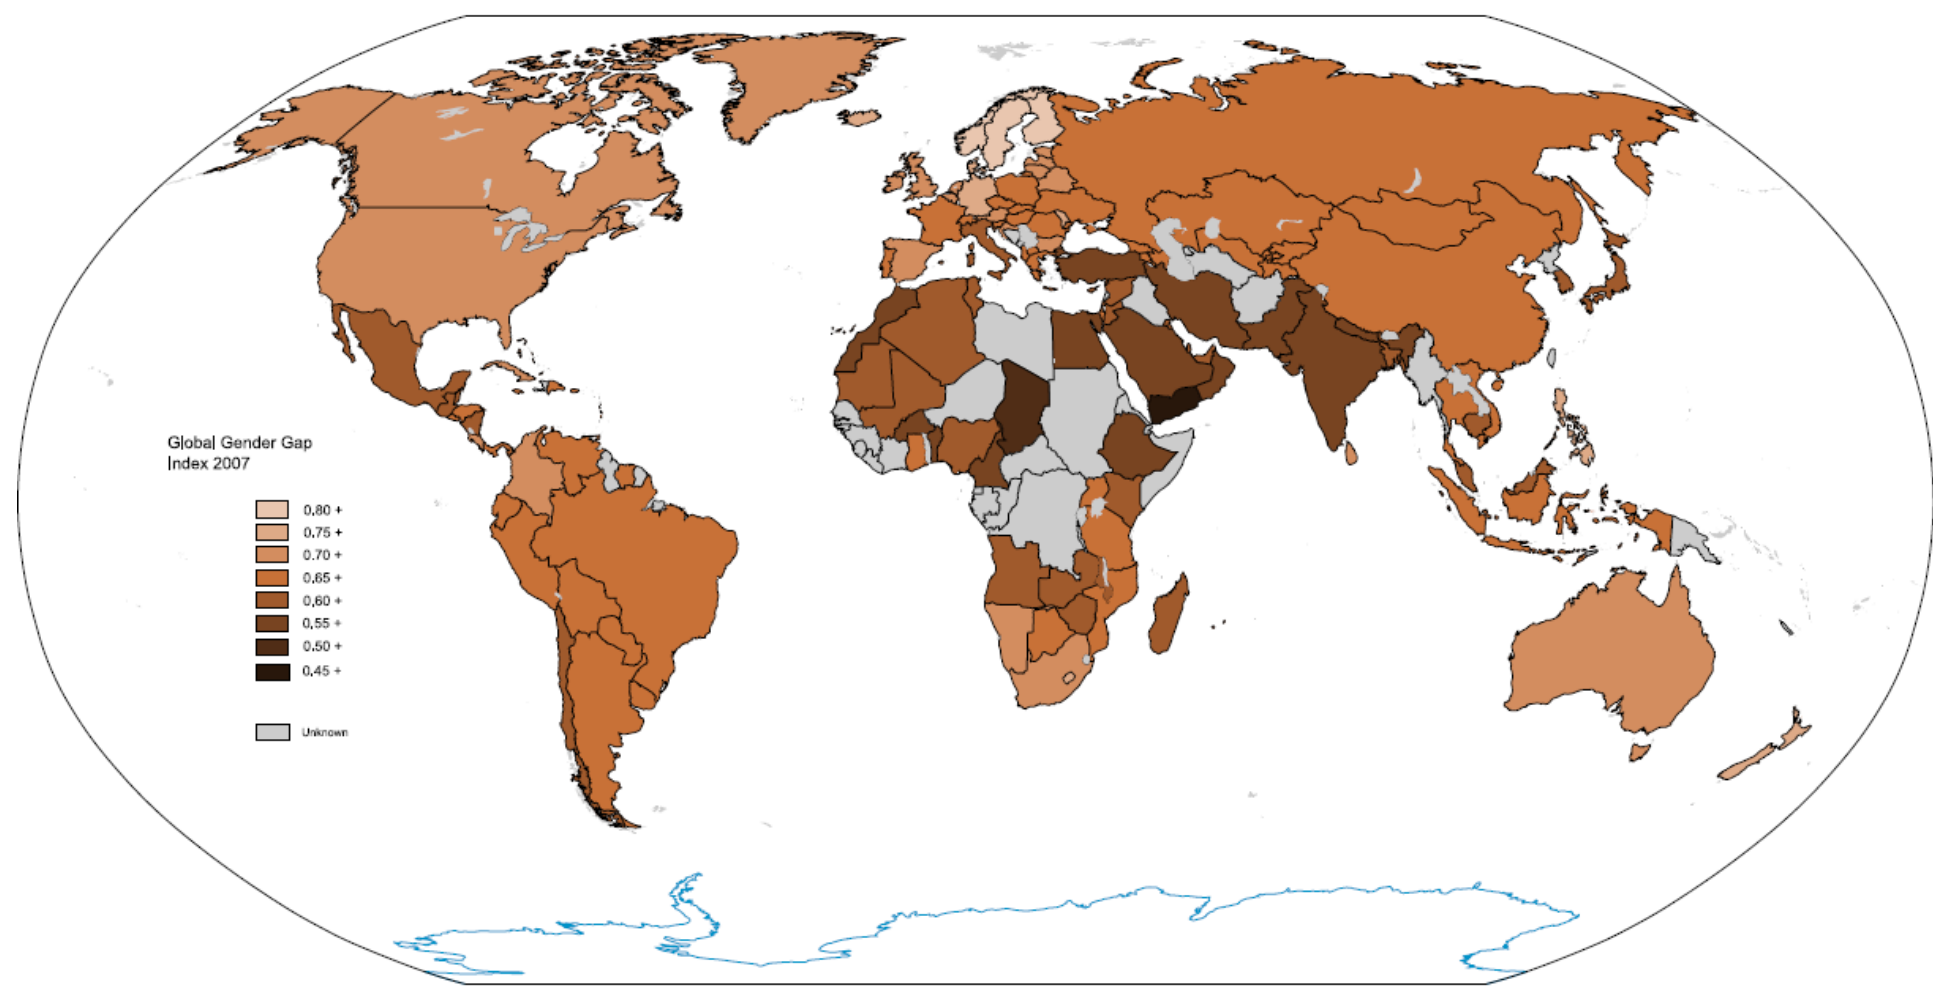 Global Gender Gap
Index 2007
0.80 +
0.75 +
0.70 +
0.65 +
0.60 +
0.55 +
0.50 +
0.45 +
Unknown